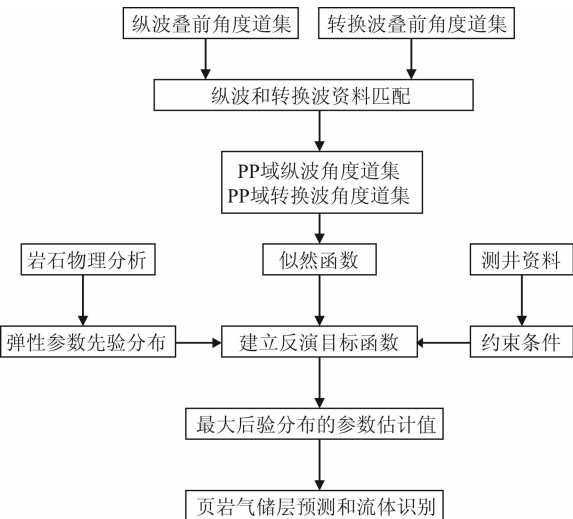 纵波叠前角度道集
转换波叠前角度道集
纵波和转换波资料匹配
PP域纵波角度道集
PP域转换波角度道集
岩石物理分析
似然函数
测井资料
弹性参数先验分布
建立反演目标函数
约束条件
最大后验分布的参数估计值
页岩气储层预测和流体识别